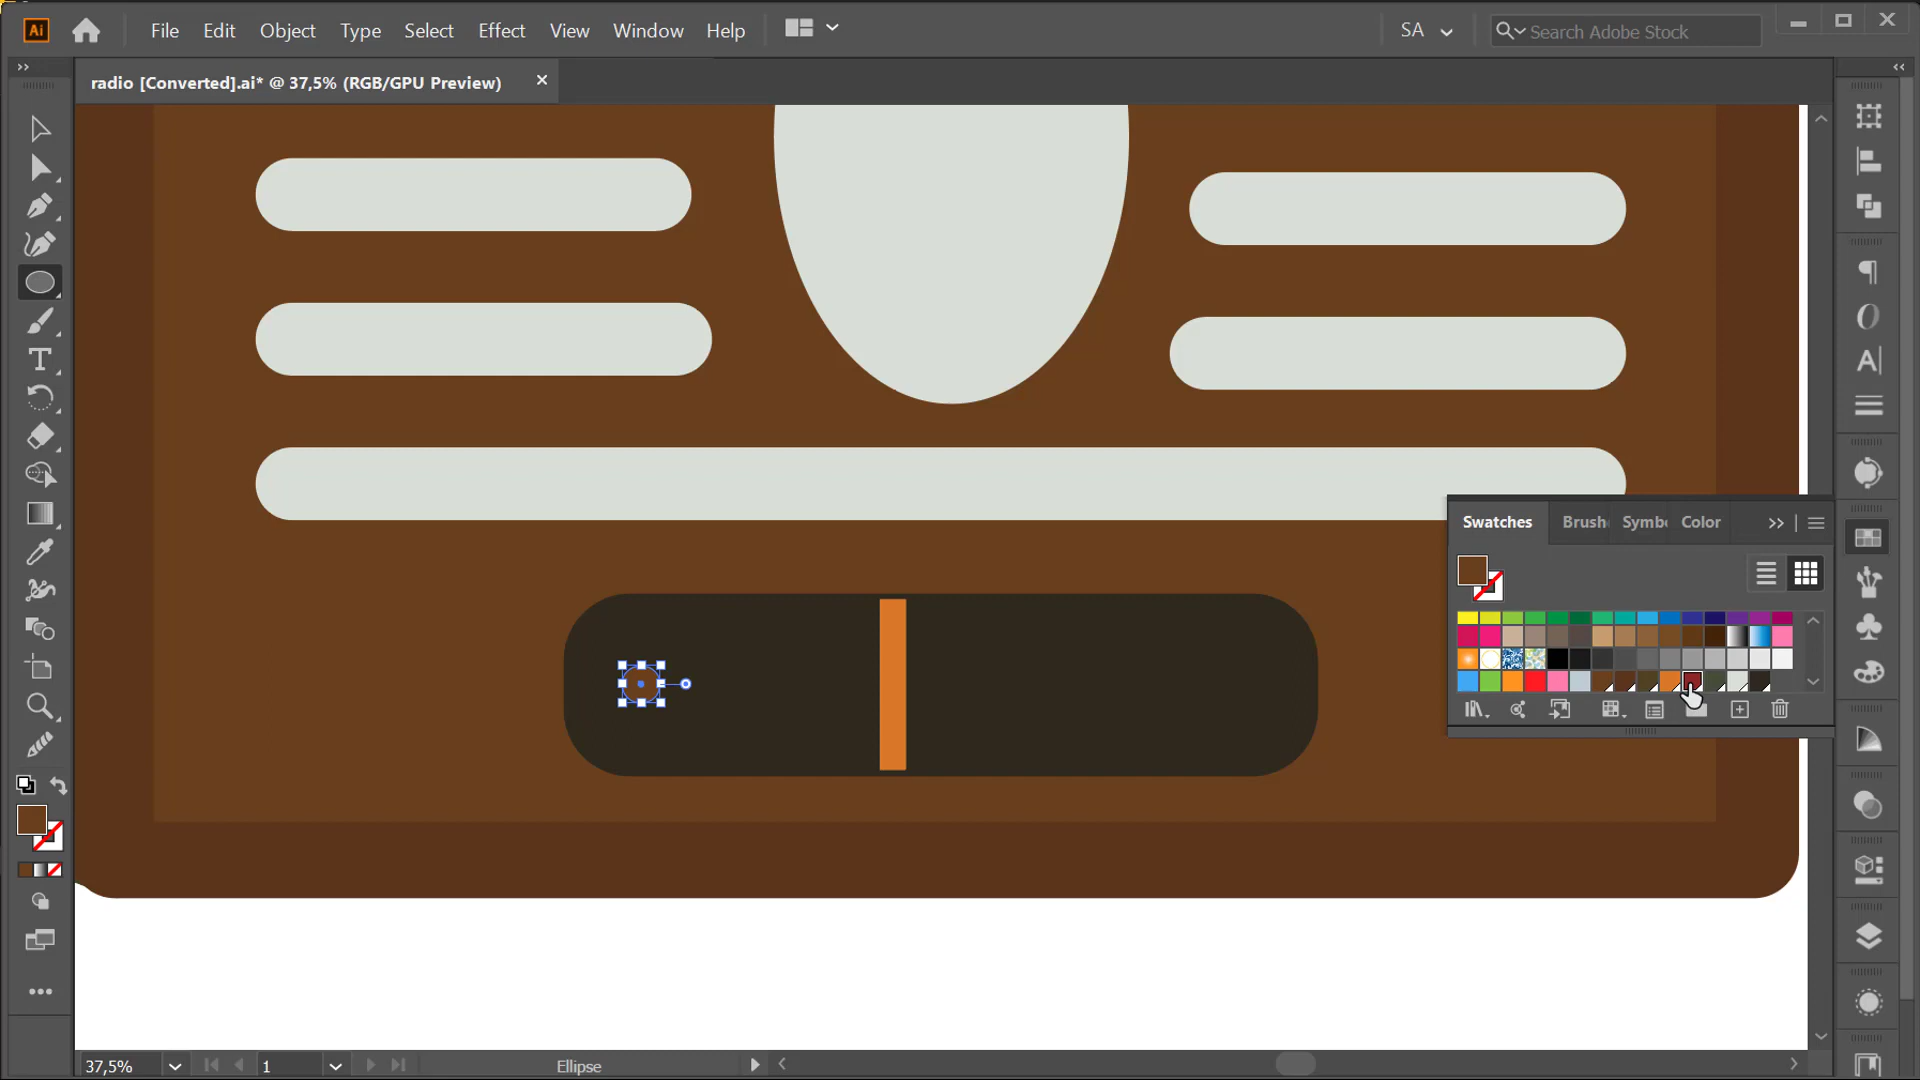 Ai File Edit Object Type Select Effect View Window Help SA Search Adobe Stock
radio [Converted].ai* @ 37,5% (RGB/GPU Preview)
Swatches Brush Symb Color
37,5% 1 Ellipse